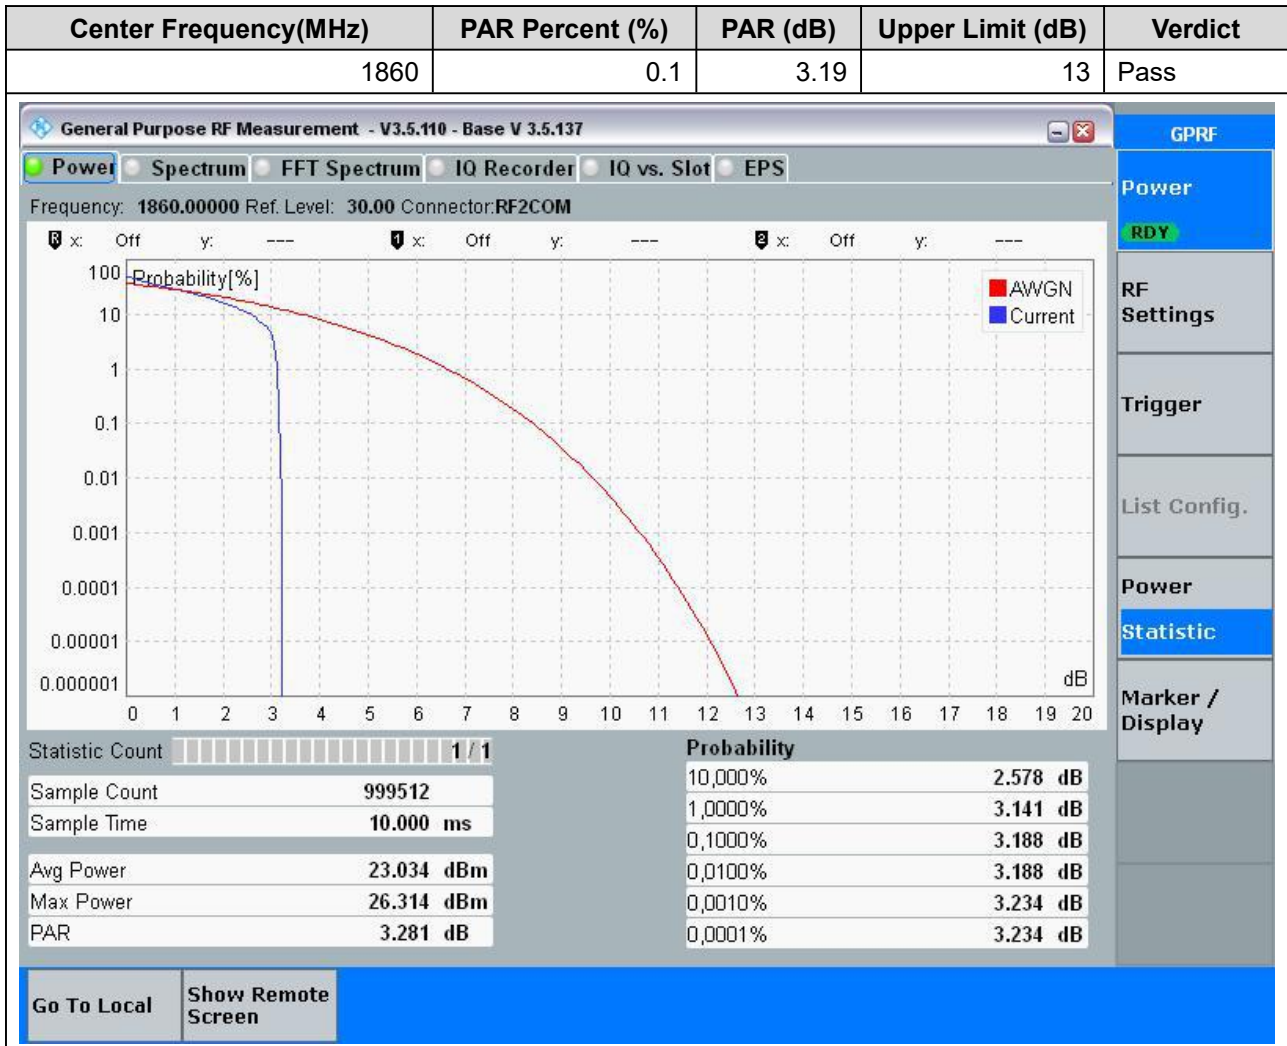 Center Frequency(MHz) PAR Percent (%) PAR (dB) Upper Limit (dB) Verdict
1860 0.1 3.19 13 Pass
General Purpose RF Measurement - V3.5.110 - Base V 3.5.137
GPRF
Power Spectrum FFT Spectrum IQ Recorder IQ vs. Slot EPS
Frequency: 1860.00000 Ref. Level: 30.00 Connector:RF2COM
R x: Off y: --- 1 x: Off y: --- 2 x: Off y: ---
Probability[%]
AWGN
Current
100
10
1
0.1
0.01
0.001
0.0001
0.00001
0.000001
dB
0 1 2 3 4 5 6 7 8 9 10 11 12 13 14 15 16 17 18 19 20
Statistic Count 1 / 1
Sample Count 999512
Sample Time 10.000 ms
Avg Power 23.034 dBm
Max Power 26.314 dBm
PAR 3.281 dB
Probability
10,000% 2.578 dB
1,0000% 3.141 dB
0,1000% 3.188 dB
0,0100% 3.188 dB
0,0010% 3.234 dB
0,0001% 3.234 dB
Power
RDY
RF
Settings
Trigger
List Config.
Power
Statistic
Marker /
Display
Go To Local
Show Remote
Screen